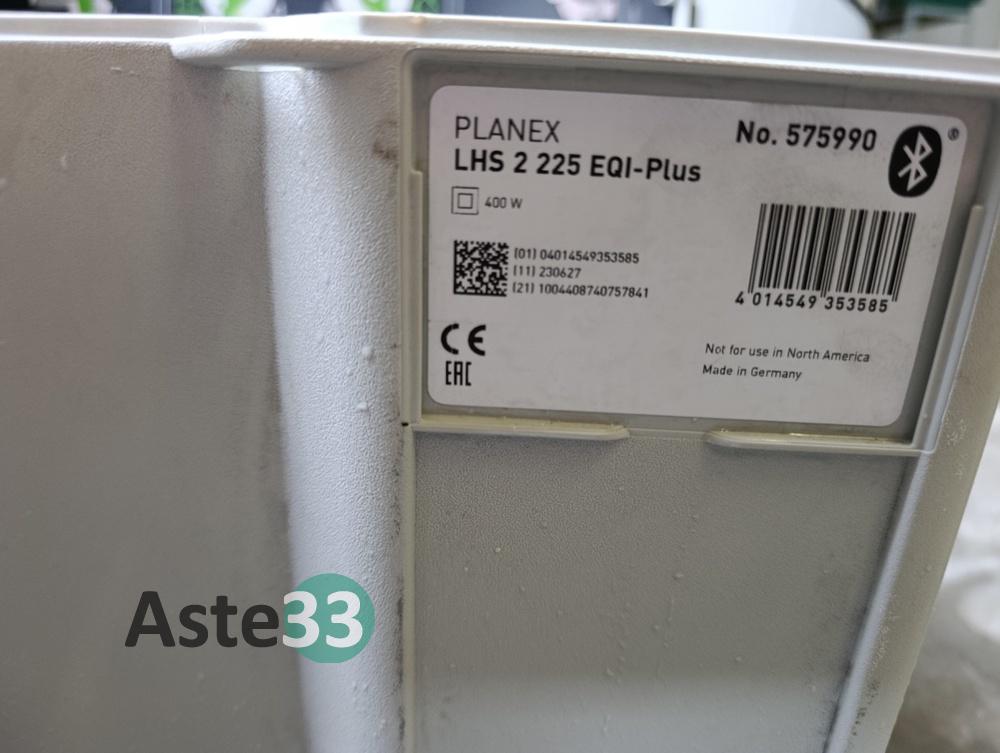 PLANEX
LHS 2 225 EQI-Plus
No. 575990
®
400 W
(01) 04014549353585
(11) 230627
(21) 1004408740757841
4 014549 353585
CE
EAC
Not for use in North America
Made in Germany
Aste33